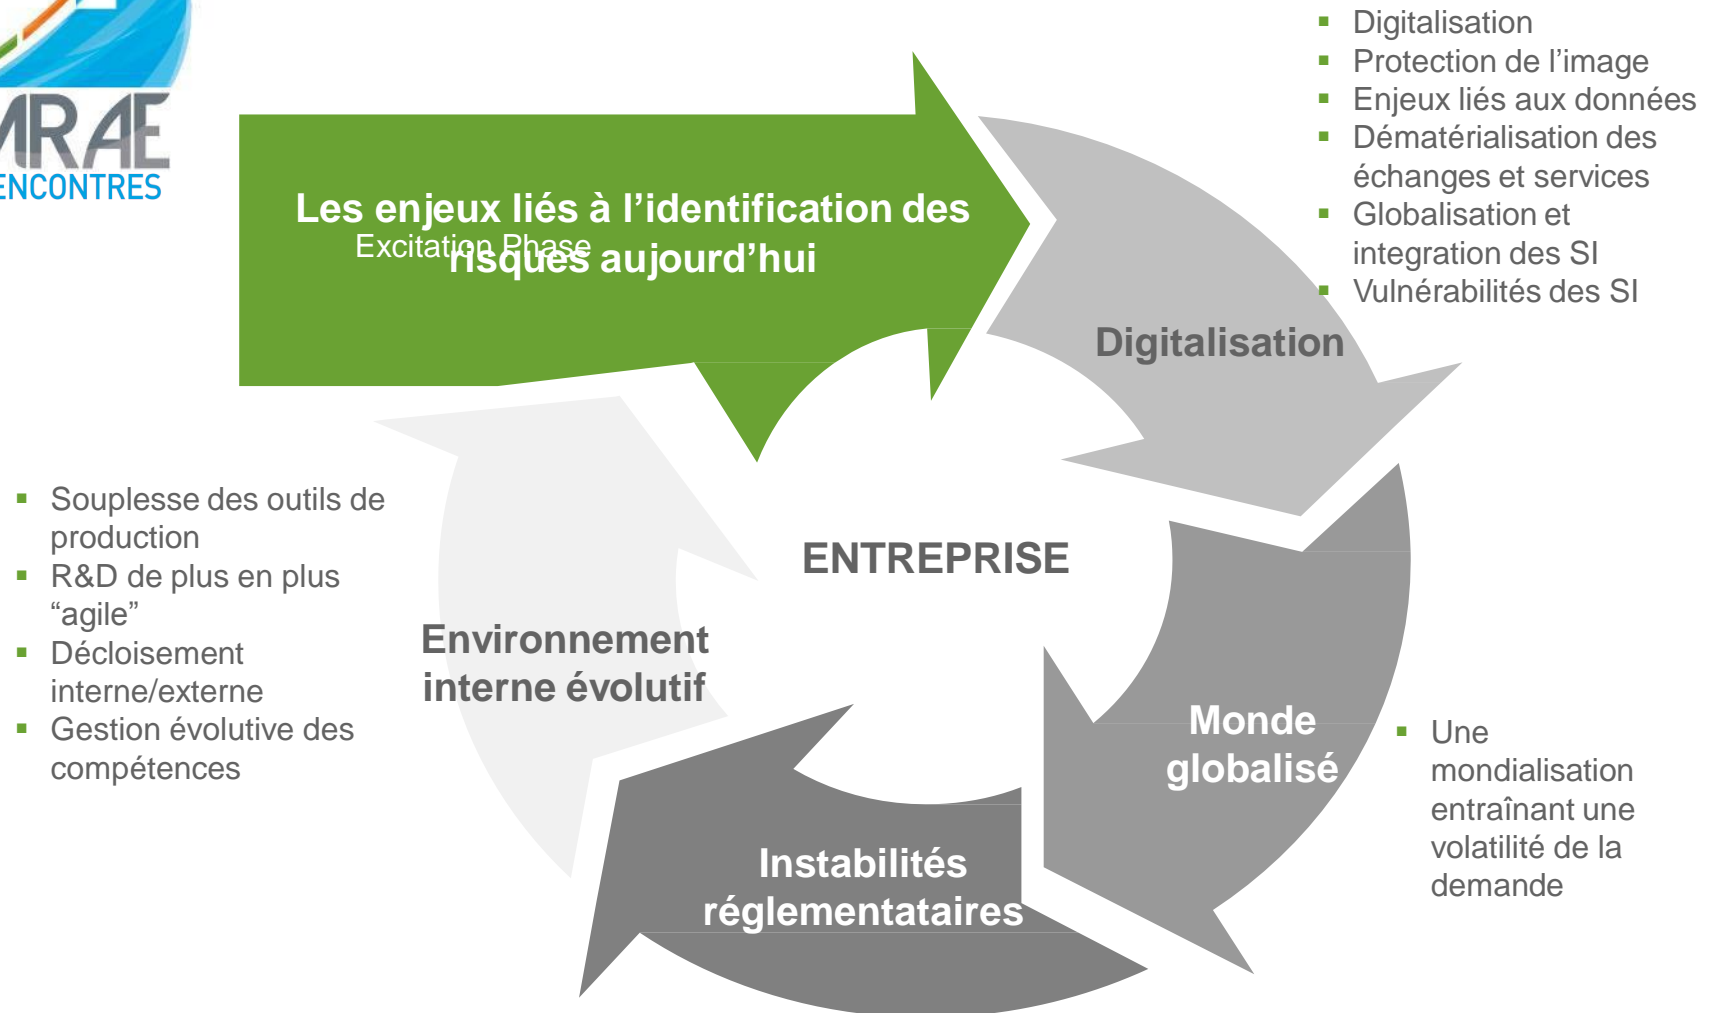 MRAE
ENCONTRES
Les enjeux liés à l’identification des
risques aujourd’hui
Excitation Phase
▪ Digitalisation
▪ Protection de l’image
▪ Enjeux liés aux données
▪ Dématérialisation des
échanges et services
▪ Globalisation et
integration des SI
▪ Vulnérabilités des SI
Digitalisation
ENTREPRISE
▪ Souplesse des outils de
production
▪ R&D de plus en plus
“agile”
▪ Décloisement
interne/externe
▪ Gestion évolutive des
compétences
Environnement
interne évolutif
Monde
globalisé
▪ Une
mondialisation
entraînant une
volatilité de la
demande
Instabilités
réglementataires